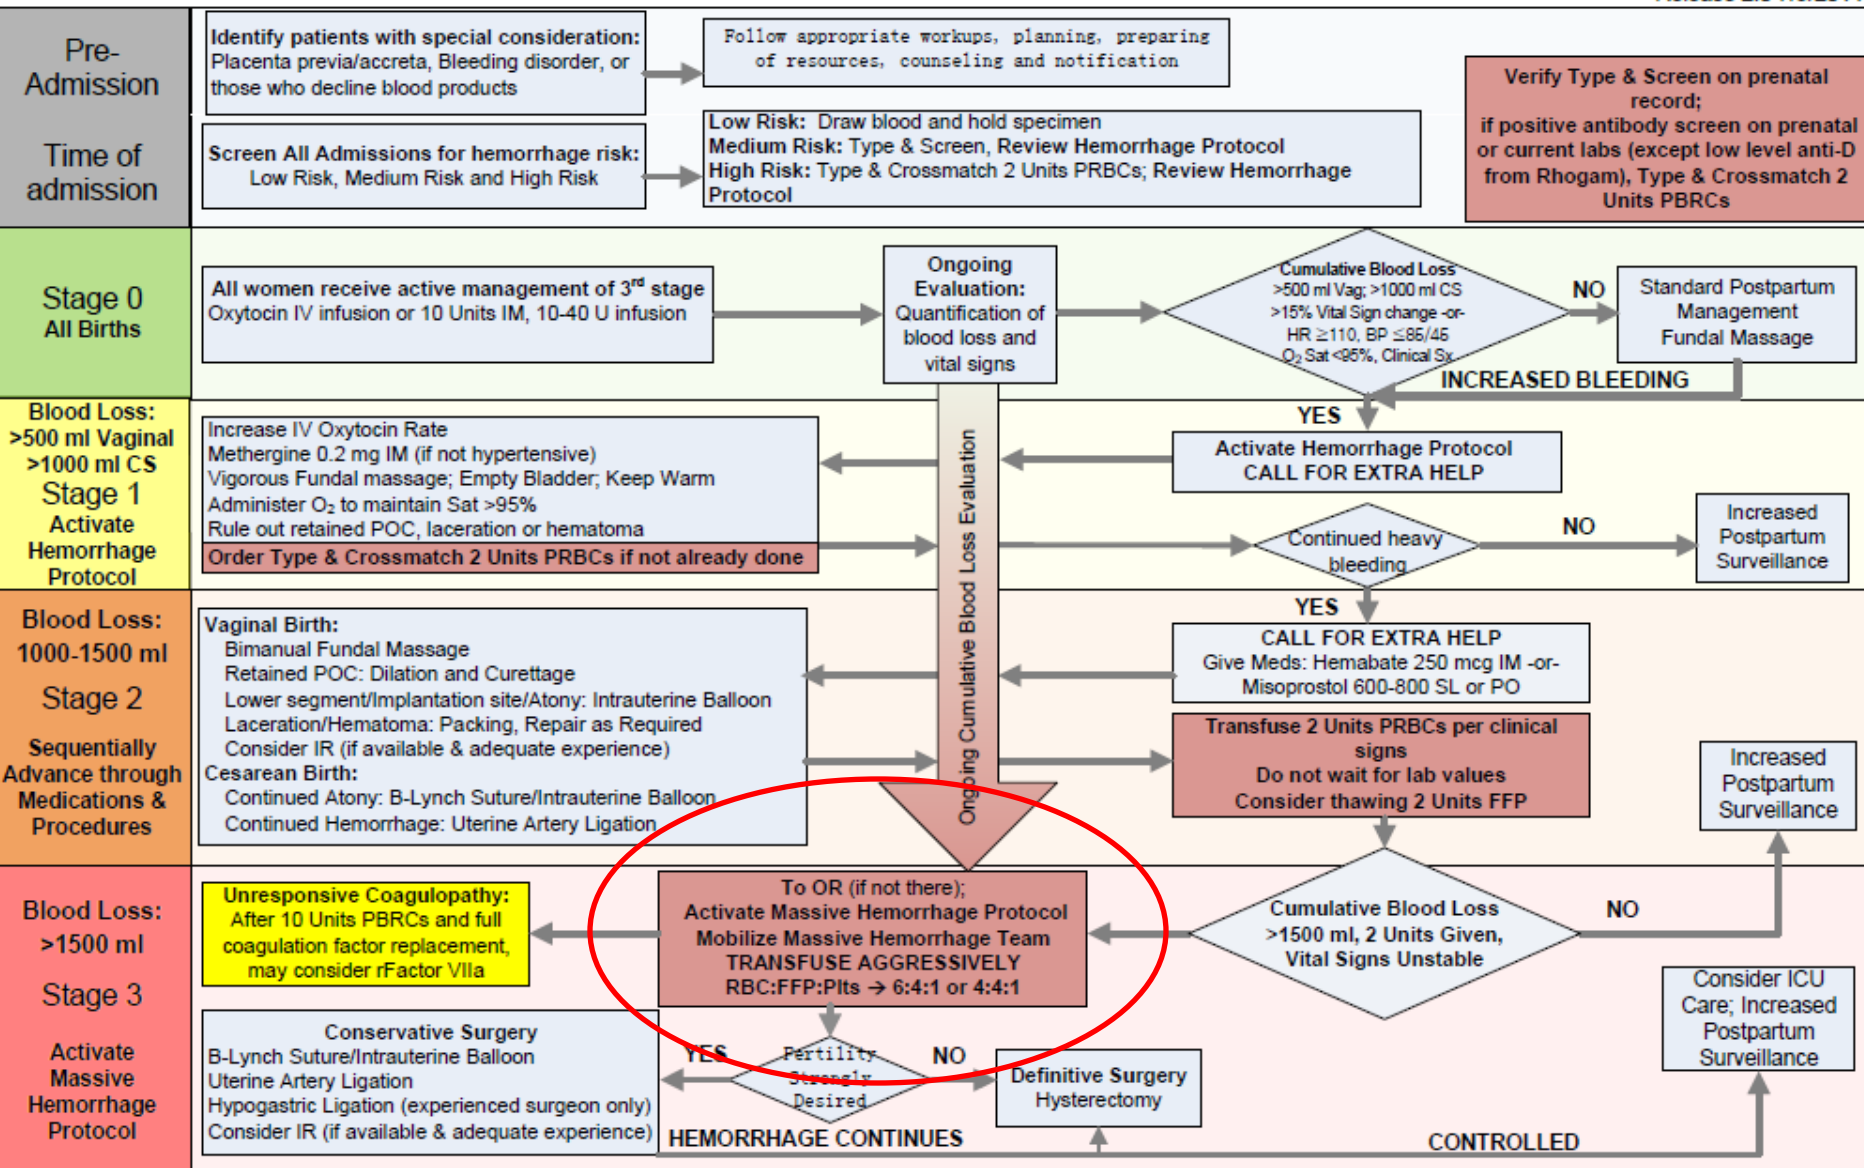 Pre-
Admission
Identify patients with special consideration:
Placenta previa/accreta, Bleeding disorder, or
those who decline blood products
Follow appropriate workups, planning, preparing
of resources, counseling and notification
Verify Type & Screen on prenatal
record;
if positive antibody screen on prenatal
or current labs (except low level anti-D
from Rhogam), Type & Crossmatch 2
Units PBRCs
Time of
admission
Screen All Admissions for hemorrhage risk:
Low Risk, Medium Risk and High Risk
Low Risk: Draw blood and hold specimen
Medium Risk: Type & Screen, Review Hemorrhage Protocol
High Risk: Type & Crossmatch 2 Units PRBCs; Review Hemorrhage
Protocol
Stage 0
All Births
All women receive active management of 3rd stage
Oxytocin IV infusion or 10 Units IM, 10-40 U infusion
Ongoing
Evaluation:
Quantification of
blood loss and
vital signs
Cumulative Blood Loss
>500 ml Vag; >1000 ml CS
>15% Vital Sign change -or-
HR ≥110, BP ≤85/45
O₂ Sat <95%, Clinical Sx
NO
Standard Postpartum
Management
Fundal Massage
INCREASED BLEEDING
YES
Blood Loss:
>500 ml Vaginal
>1000 ml CS
Stage 1
Activate
Hemorrhage
Protocol
Increase IV Oxytocin Rate
Methergine 0.2 mg IM (if not hypertensive)
Vigorous Fundal massage; Empty Bladder; Keep Warm
Administer O₂ to maintain Sat >95%
Rule out retained POC, laceration or hematoma
Order Type & Crossmatch 2 Units PRBCs if not already done
Ongoing Cumulative Blood Loss Evaluation
Activate Hemorrhage Protocol
CALL FOR EXTRA HELP
Continued heavy
bleeding
NO
Increased
Postpartum
Surveillance
YES
Blood Loss:
1000-1500 ml
Stage 2
Sequentially
Advance through
Medications &
Procedures
Vaginal Birth:
Bimanual Fundal Massage
Retained POC: Dilation and Curettage
Lower segment/Implantation site/Atony: Intrauterine Balloon
Laceration/Hematoma: Packing, Repair as Required
Consider IR (if available & adequate experience)
Cesarean Birth:
Continued Atony: B-Lynch Suture/Intrauterine Balloon
Continued Hemorrhage: Uterine Artery Ligation
CALL FOR EXTRA HELP
Give Meds: Hemabate 250 mcg IM -or-
Misoprostol 600-800 SL or PO
Transfuse 2 Units PRBCs per clinical
signs
Do not wait for lab values
Consider thawing 2 Units FFP
Increased
Postpartum
Surveillance
Blood Loss:
>1500 ml
Stage 3
Activate
Massive
Hemorrhage
Protocol
Unresponsive Coagulopathy:
After 10 Units PBRCs and full
coagulation factor replacement,
may consider rFactor VIIa
To OR (if not there);
Activate Massive Hemorrhage Protocol
Mobilize Massive Hemorrhage Team
TRANSFUSE AGGRESSIVELY
RBC:FFP:Plts → 6:4:1 or 4:4:1
Cumulative Blood Loss
>1500 ml, 2 Units Given,
Vital Signs Unstable
NO
Conservative Surgery
B-Lynch Suture/Intrauterine Balloon
Uterine Artery Ligation
Hypogastric Ligation (experienced surgeon only)
Consider IR (if available & adequate experience)
YES
Fertility
Strongly
Desired
NO
Definitive Surgery
Hysterectomy
Consider ICU
Care; Increased
Postpartum
Surveillance
HEMORRHAGE CONTINUES
CONTROLLED